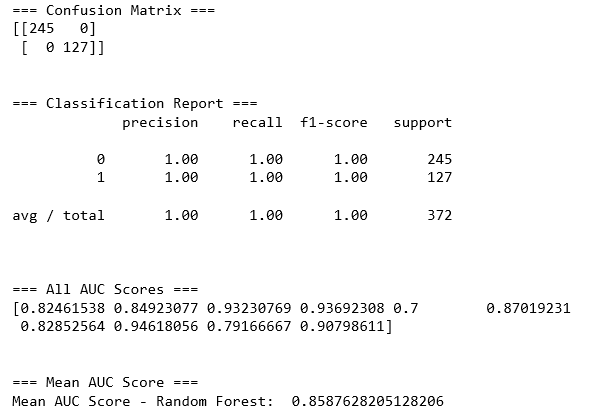 === Confusion Matrix ===
[[245   0]
 [  0 127]]
=== Classification Report ===
             precision    recall  f1-score   support
          0       1.00      1.00      1.00       245
          1       1.00      1.00      1.00       127
avg / total       1.00      1.00      1.00       372
=== All AUC Scores ===
[0.82461538 0.84923077 0.93230769 0.93692308 0.7        0.87019231
 0.82852564 0.94618056 0.79166667 0.90798611]
=== Mean AUC Score ===
Mean AUC Score - Random Forest:  0.8587628205128206